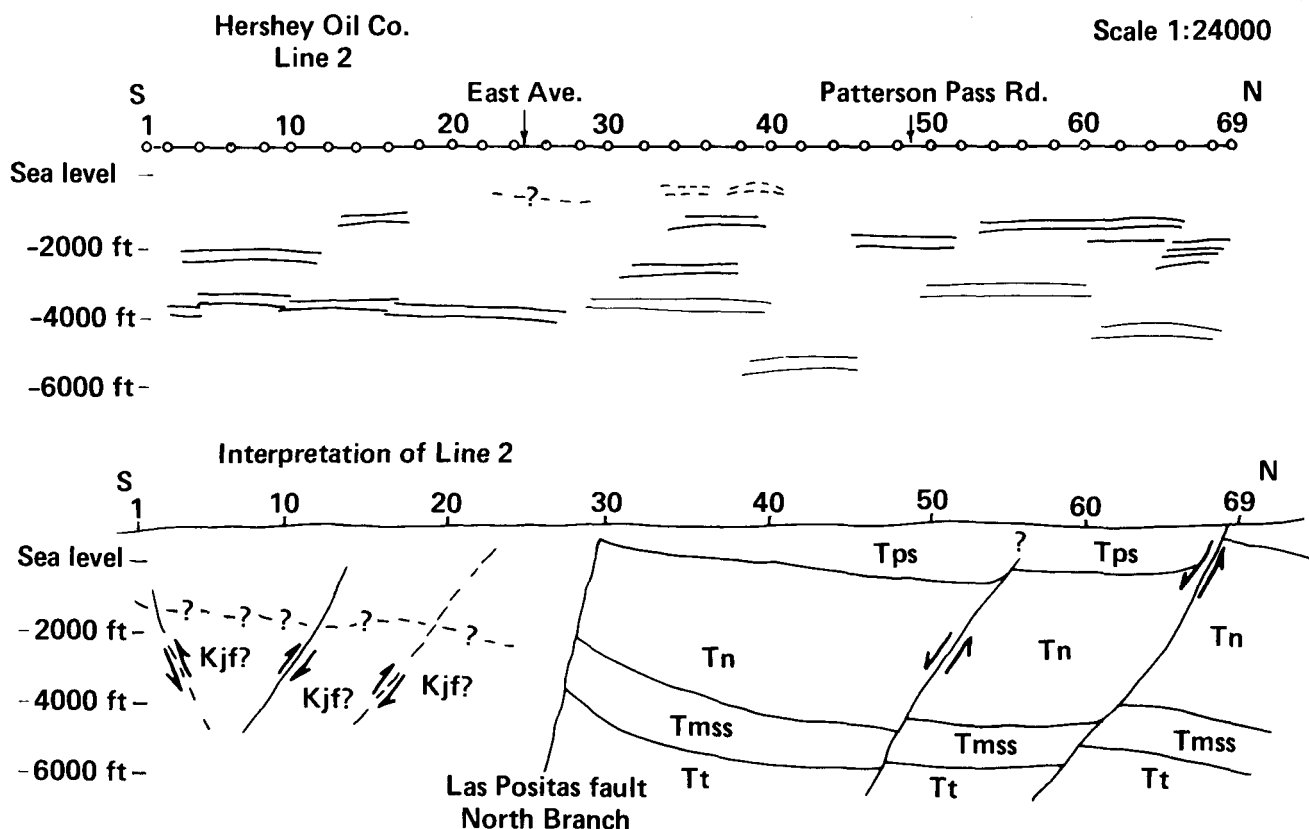 Hershey Oil Co.
Line 2
Scale 1:24000
S
East Ave.
Patterson Pass Rd.
N
1 10 20 30 40 50 60 69
Sea level
-?
-2000 ft
-4000 ft
-6000 ft
Interpretation of Line 2
S
N
1 10 20 30 40 50 60 69
Sea level
Tps
?
Tps
? ? ? ? ?
-2000 ft
Kjf?
Kjf?
Kjf?
Tn
Tn
Tn
-4000 ft
Tmss
Tmss
Tmss
-6000 ft
Tt
Tt
Tt
Las Positas fault
North Branch